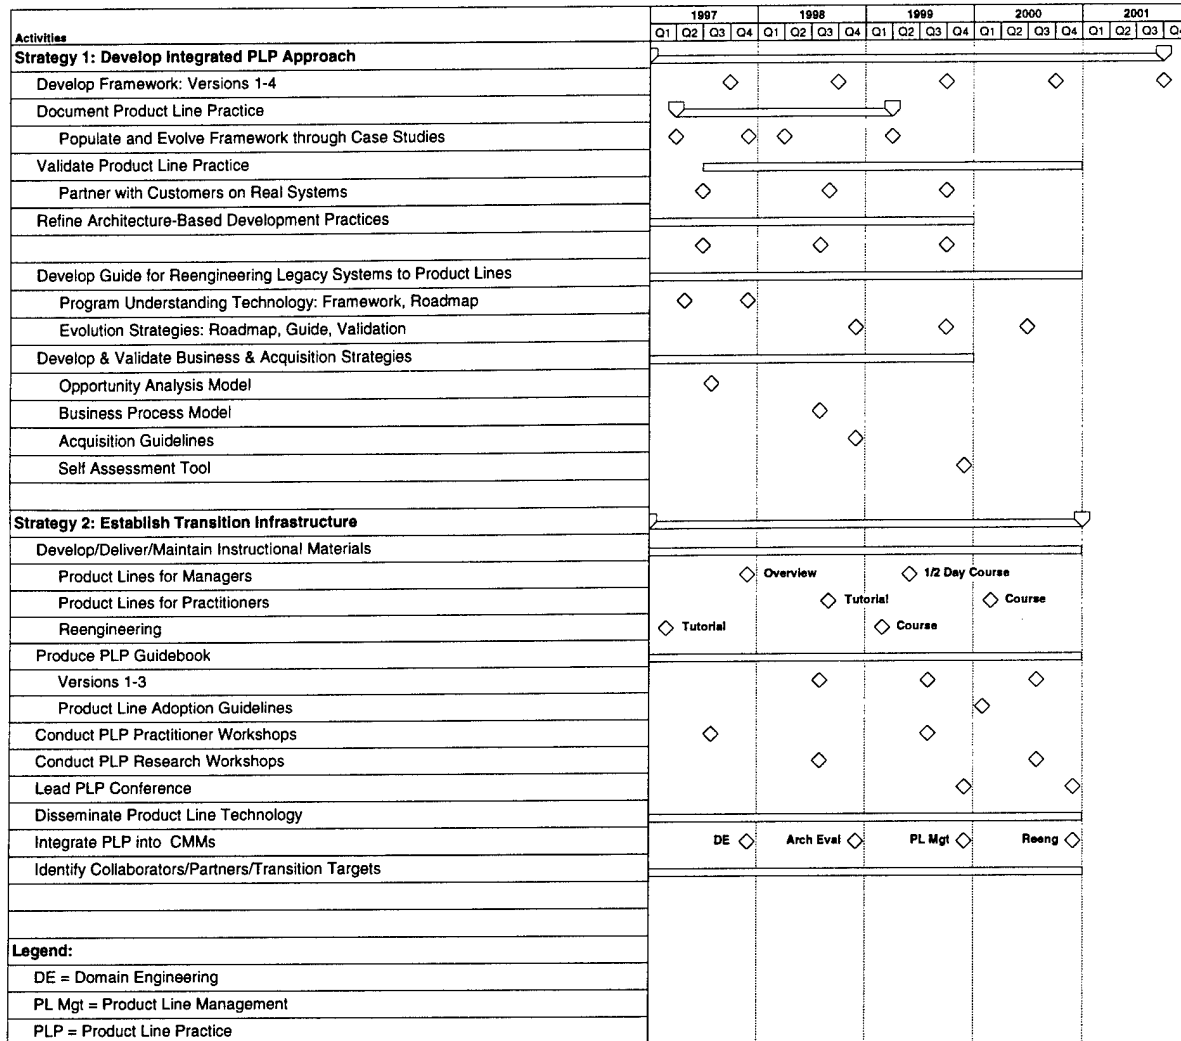 1997 1998 1999 2000 2001
Activities Q1 Q2 Q3 Q4 Q1 Q2 Q3 Q4 Q1 Q2 Q3 Q4 Q1 Q2 Q3 Q4 Q1 Q2 Q3 Q4
Strategy 1: Develop Integrated PLP Approach
Develop Framework: Versions 1-4
Document Product Line Practice
Populate and Evolve Framework through Case Studies
Validate Product Line Practice
Partner with Customers on Real Systems
Refine Architecture-Based Development Practices
Develop Guide for Reengineering Legacy Systems to Product Lines
Program Understanding Technology: Framework, Roadmap
Evolution Strategies: Roadmap, Guide, Validation
Develop & Validate Business & Acquisition Strategies
Opportunity Analysis Model
Business Process Model
Acquisition Guidelines
Self Assessment Tool
Strategy 2: Establish Transition Infrastructure
Develop/Deliver/Maintain Instructional Materials
Product Lines for Managers Overview 1/2 Day Course
Product Lines for Practitioners Tutorial Course
Reengineering Tutorial Course
Produce PLP Guidebook
Versions 1-3
Product Line Adoption Guidelines
Conduct PLP Practitioner Workshops
Conduct PLP Research Workshops
Lead PLP Conference
Disseminate Product Line Technology
Integrate PLP into CMMs DE Arch Eval PL Mgt Reeng
Identify Collaborators/Partners/Transition Targets
Legend:
DE = Domain Engineering
PL Mgt = Product Line Management
PLP = Product Line Practice